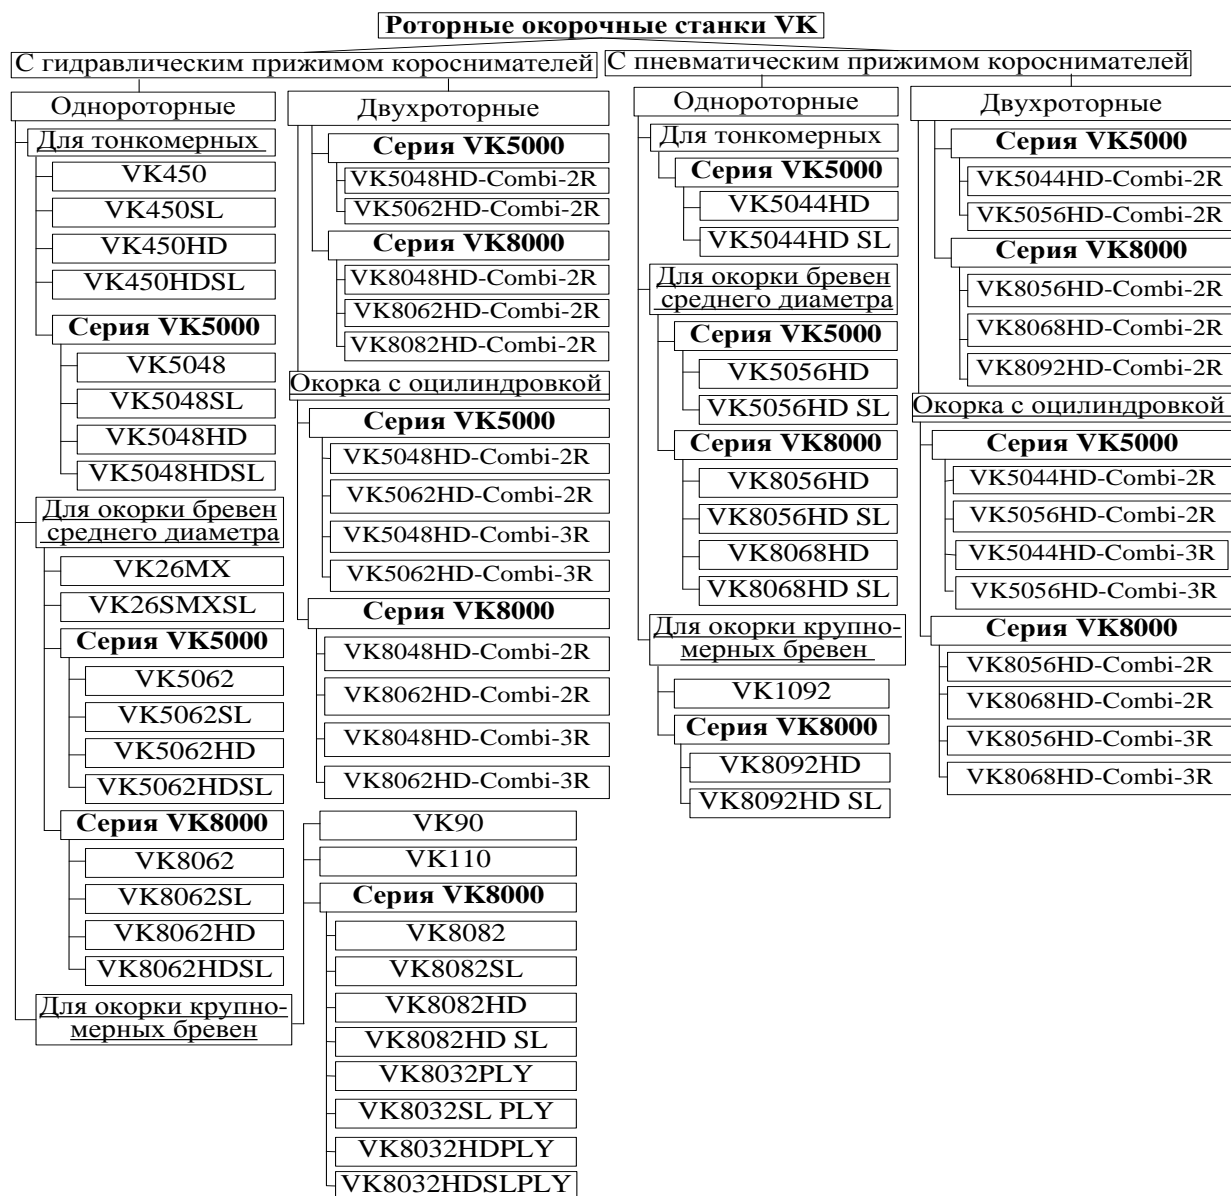 Роторные окорочные станки VK
С гидравлическим прижимом короснимателей
Однороторные
Для тонкомерных
VK450
VK450SL
VK450HD
VK450HDSL
Серия VK5000
VK5048
VK5048SL
VK5048HD
VK5048HDSL
Для окорки бревен
среднего диаметра
VK26MX
VK26SMXSL
Серия VK5000
VK5062
VK5062SL
VK5062HD
VK5062HDSL
Серия VK8000
VK8062
VK8062SL
VK8062HD
VK8062HDSL
Для окорки крупно-
мерных бревен
VK90
VK110
Серия VK8000
VK8082
VK8082SL
VK8082HD
VK8082HD SL
VK8032PLY
VK8032SL PLY
VK8032HDPLY
VK8032HDSLPLY
Двухроторные
Серия VK5000
VK5048HD-Combi-2R
VK5062HD-Combi-2R
Серия VK8000
VK8048HD-Combi-2R
VK8062HD-Combi-2R
VK8082HD-Combi-2R
Окорка с оцилиндровкой
Серия VK5000
VK5048HD-Combi-2R
VK5062HD-Combi-2R
VK5048HD-Combi-3R
VK5062HD-Combi-3R
Серия VK8000
VK8048HD-Combi-2R
VK8062HD-Combi-2R
VK8048HD-Combi-3R
VK8062HD-Combi-3R
С пневматическим прижимом короснимателей
Однороторные
Для тонкомерных
Серия VK5000
VK5044HD
VK5044HD SL
Для окорки бревен
среднего диаметра
Серия VK5000
VK5056HD
VK5056HD SL
Серия VK8000
VK8056HD
VK8056HD SL
VK8068HD
VK8068HD SL
Для окорки крупно-
мерных бревен
VK1092
Серия VK8000
VK8092HD
VK8092HD SL
Двухроторные
Серия VK5000
VK5044HD-Combi-2R
VK5056HD-Combi-2R
Серия VK8000
VK8056HD-Combi-2R
VK8068HD-Combi-2R
VK8092HD-Combi-2R
Окорка с оцилиндровкой
Серия VK5000
VK5044HD-Combi-2R
VK5056HD-Combi-2R
VK5044HD-Combi-3R
VK5056HD-Combi-3R
Серия VK8000
VK8056HD-Combi-2R
VK8068HD-Combi-2R
VK8056HD-Combi-3R
VK8068HD-Combi-3R